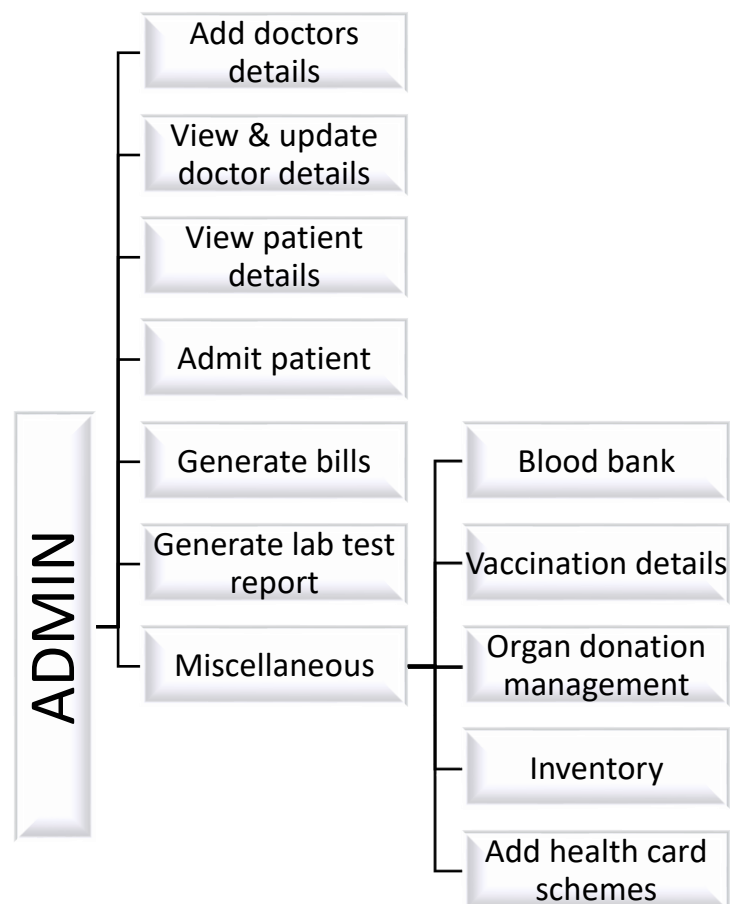 ADMIN
Add doctors
details
View & update
doctor details
View patient
details
Admit patient
Generate bills
Generate lab test
report
Miscellaneous
Blood bank
Vaccination details
Organ donation
management
Inventory
Add health card
schemes